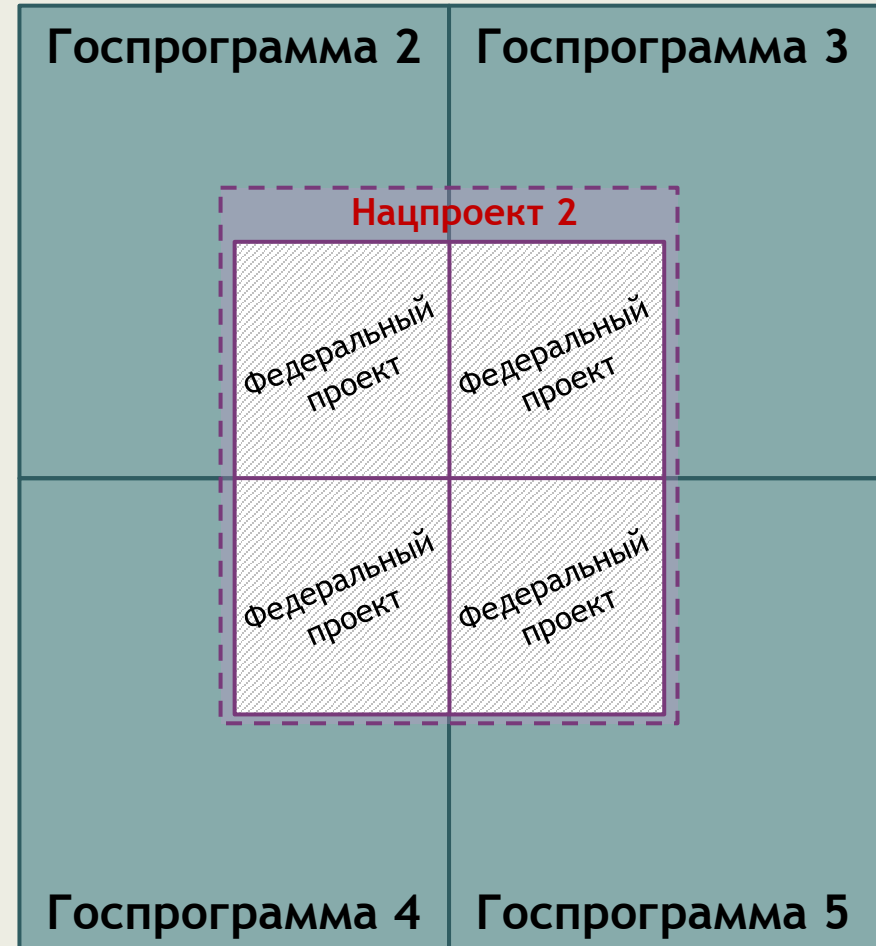 Госпрограмма 2
Госпрограмма 3
Нацпроект 2
Федеральный
проект
Федеральный
проект
Федеральный
проект
Федеральный
проект
Госпрограмма 4
Госпрограмма 5